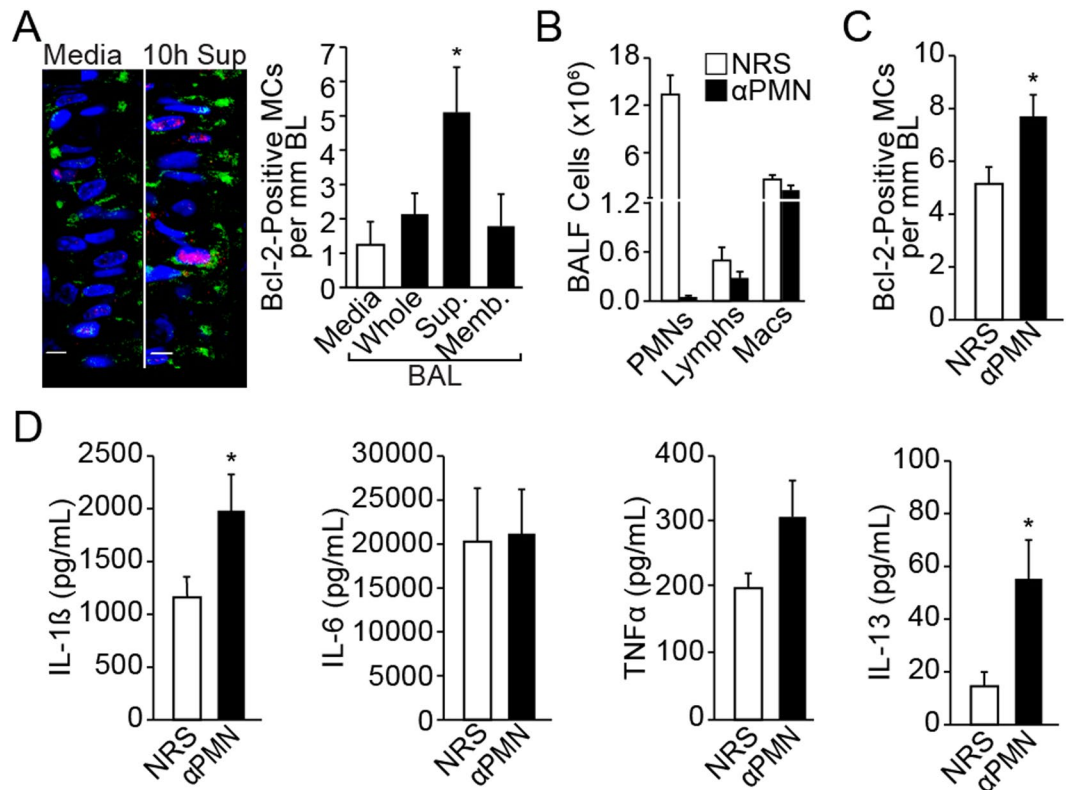 A
Media 10h Sup
Bcl-2-Positive MCs
per mm BL
7
6
5
4
3
2
1
0
*
Media
Whole
Sup.
Memb.
BAL
B
BALF Cells (x10⁶)
18
12
6
1.2
0.6
0.0
NRS
αPMN
PMNs
Lymphs
Macs
C
Bcl-2-Positive MCs
per mm BL
10
8
6
4
2
0
*
NRS
αPMN
D
IL-1ß (pg/mL)
2500
2000
1500
1000
500
0
*
NRS
αPMN
IL-6 (pg/mL)
30000
25000
20000
15000
10000
5000
0
NRS
αPMN
TNFα (pg/mL)
400
300
200
100
0
NRS
αPMN
IL-13 (pg/mL)
100
80
60
40
20
0
*
NRS
αPMN